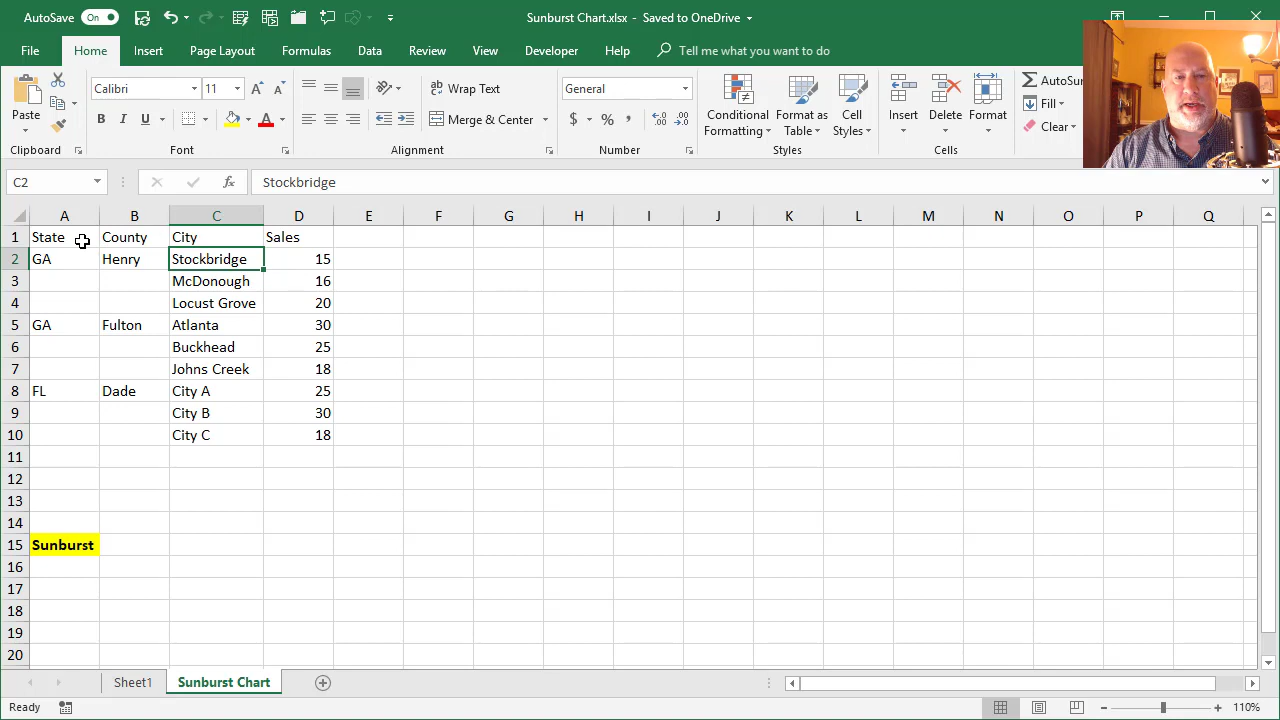 AutoSave On Sunburst Chart.xlsx - Saved to OneDrive
File Home Insert Page Layout Formulas Data Review View Developer Help Tell me what you want to do
Calibri 11 Wrap Text General AutoSum
Paste Conditional Formatting Format as Table Cell Styles Insert Delete Format Fill
B I U Merge & Center $ % , Clear
Clipboard Font Alignment Number Styles Cells
C2 fx Stockbridge
A B C D E F G H I J K L M N O P Q
1 State County City Sales
2 GA Henry Stockbridge 15
3 McDonough 16
4 Locust Grove 20
5 GA Fulton Atlanta 30
6 Buckhead 25
7 Johns Creek 18
8 FL Dade City A 25
9 City B 30
10 City C 18
11
12
13
14
15 Sunburst
16
17
18
19
20
Sheet1 Sunburst Chart
Ready 110%